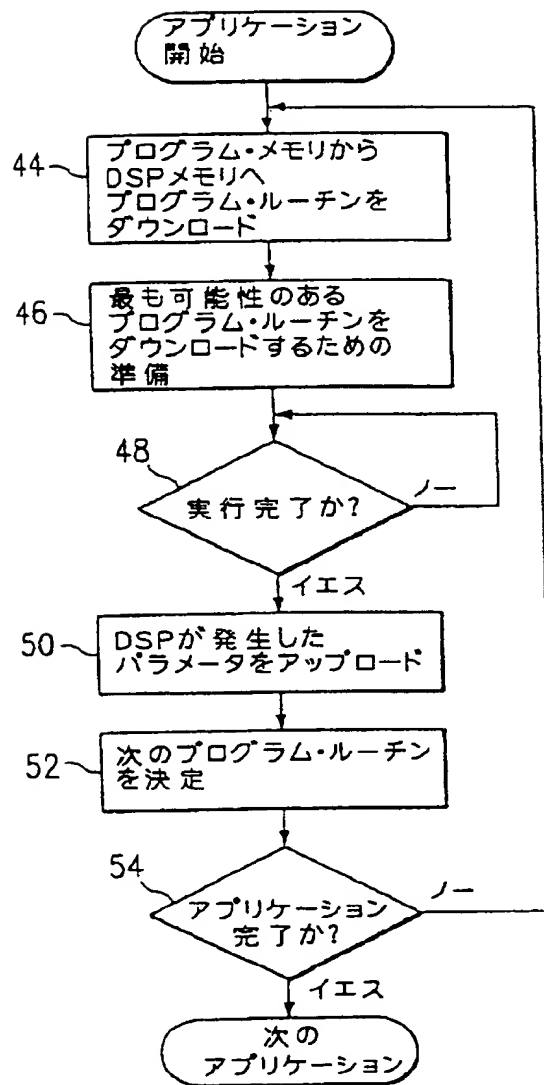 アプリケーション
開始
44
プログラム・メモリから
DSPメモリへ
プログラム・ルーチンを
ダウンロード
46
最も可能性のある
プログラム・ルーチンを
ダウンロードするための
準備
48
実行完了か?
ノー
イエス
50
DSPが発生した
パラメータをアップロード
52
次のプログラム・ルーチン
を決定
54
アプリケーション
完了か?
ノー
イエス
次の
アプリケーション